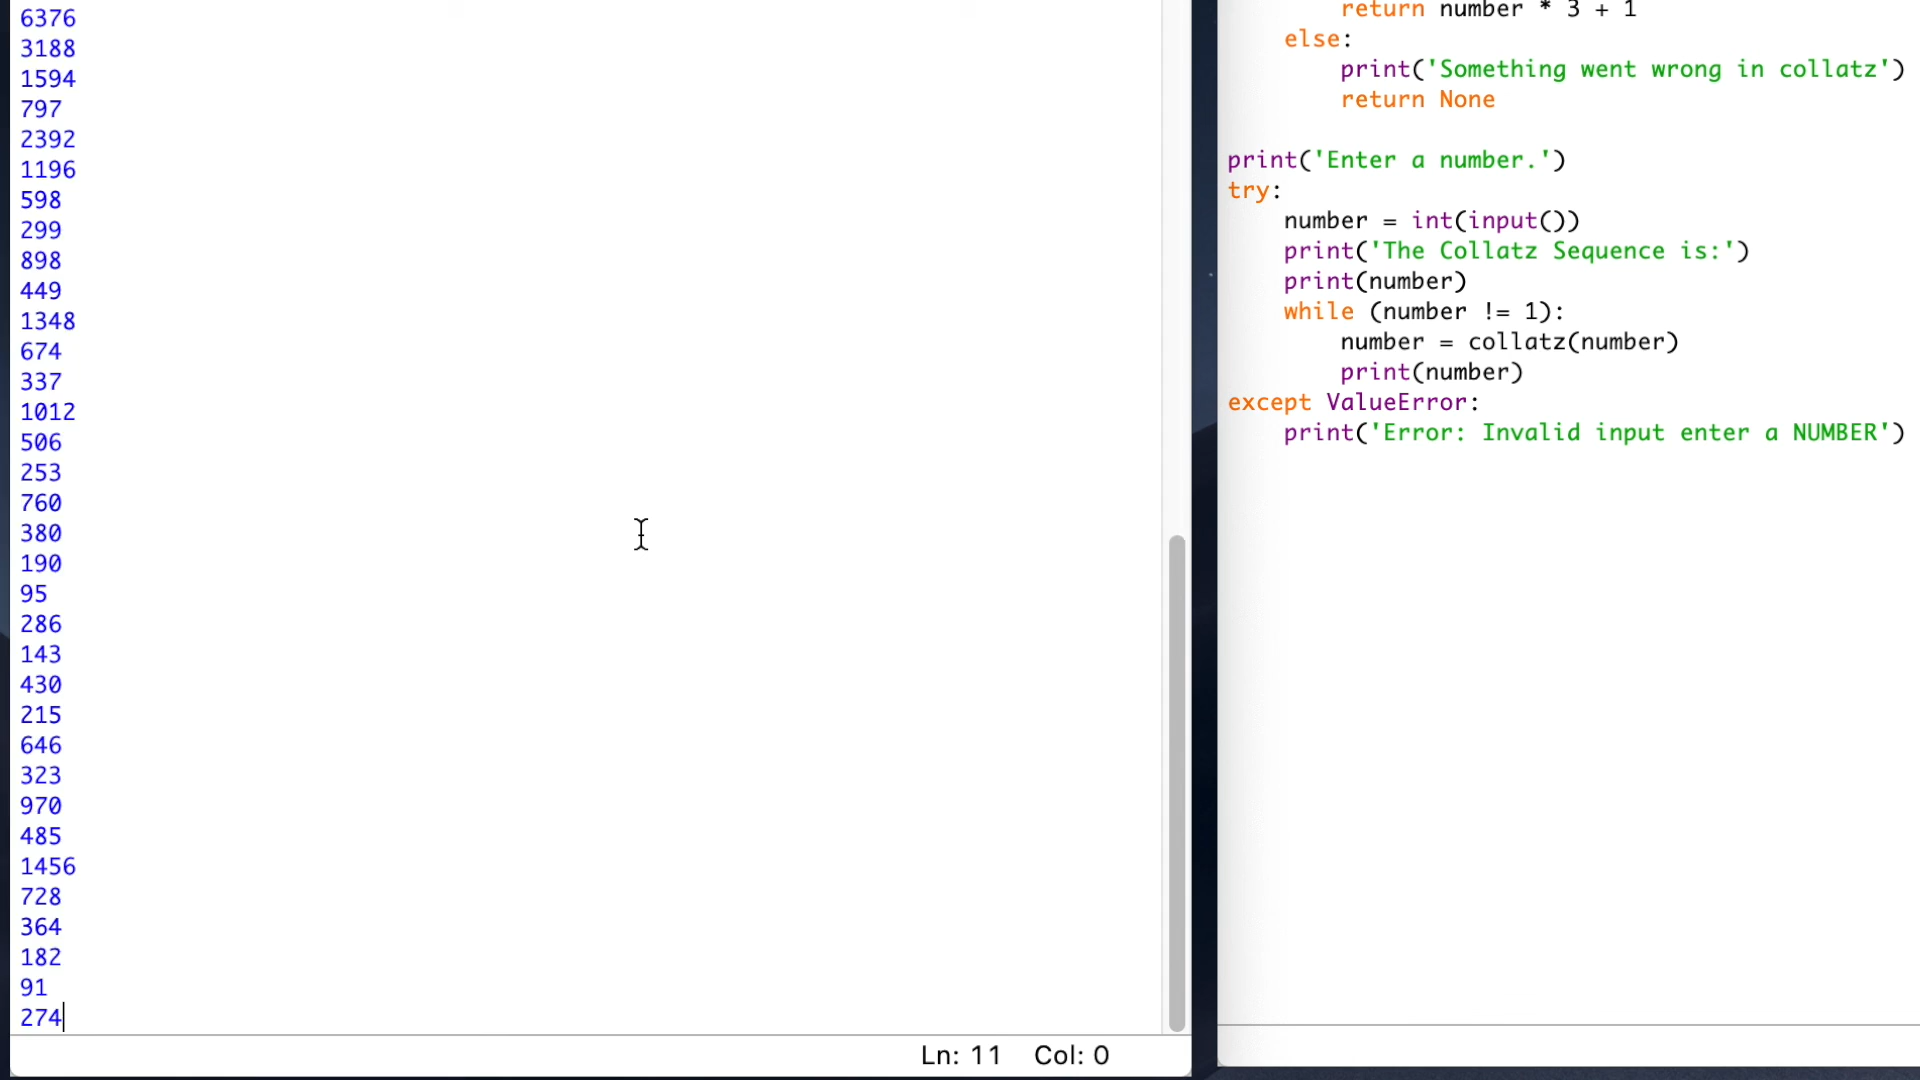 6376
3188
1594
797
2392
1196
598
299
898
449
1348
674
337
1012
506
253
760
380
190
95
286
143
430
215
646
323
970
485
1456
728
364
182
91
274
Ln: 11 Col: 0
return number * 3 + 1
else:
print('Something went wrong in collatz')
return None
print('Enter a number.')
try:
number = int(input())
print('The Collatz Sequence is:')
print(number)
while (number != 1):
number = collatz(number)
print(number)
except ValueError:
print('Error: Invalid input enter a NUMBER')